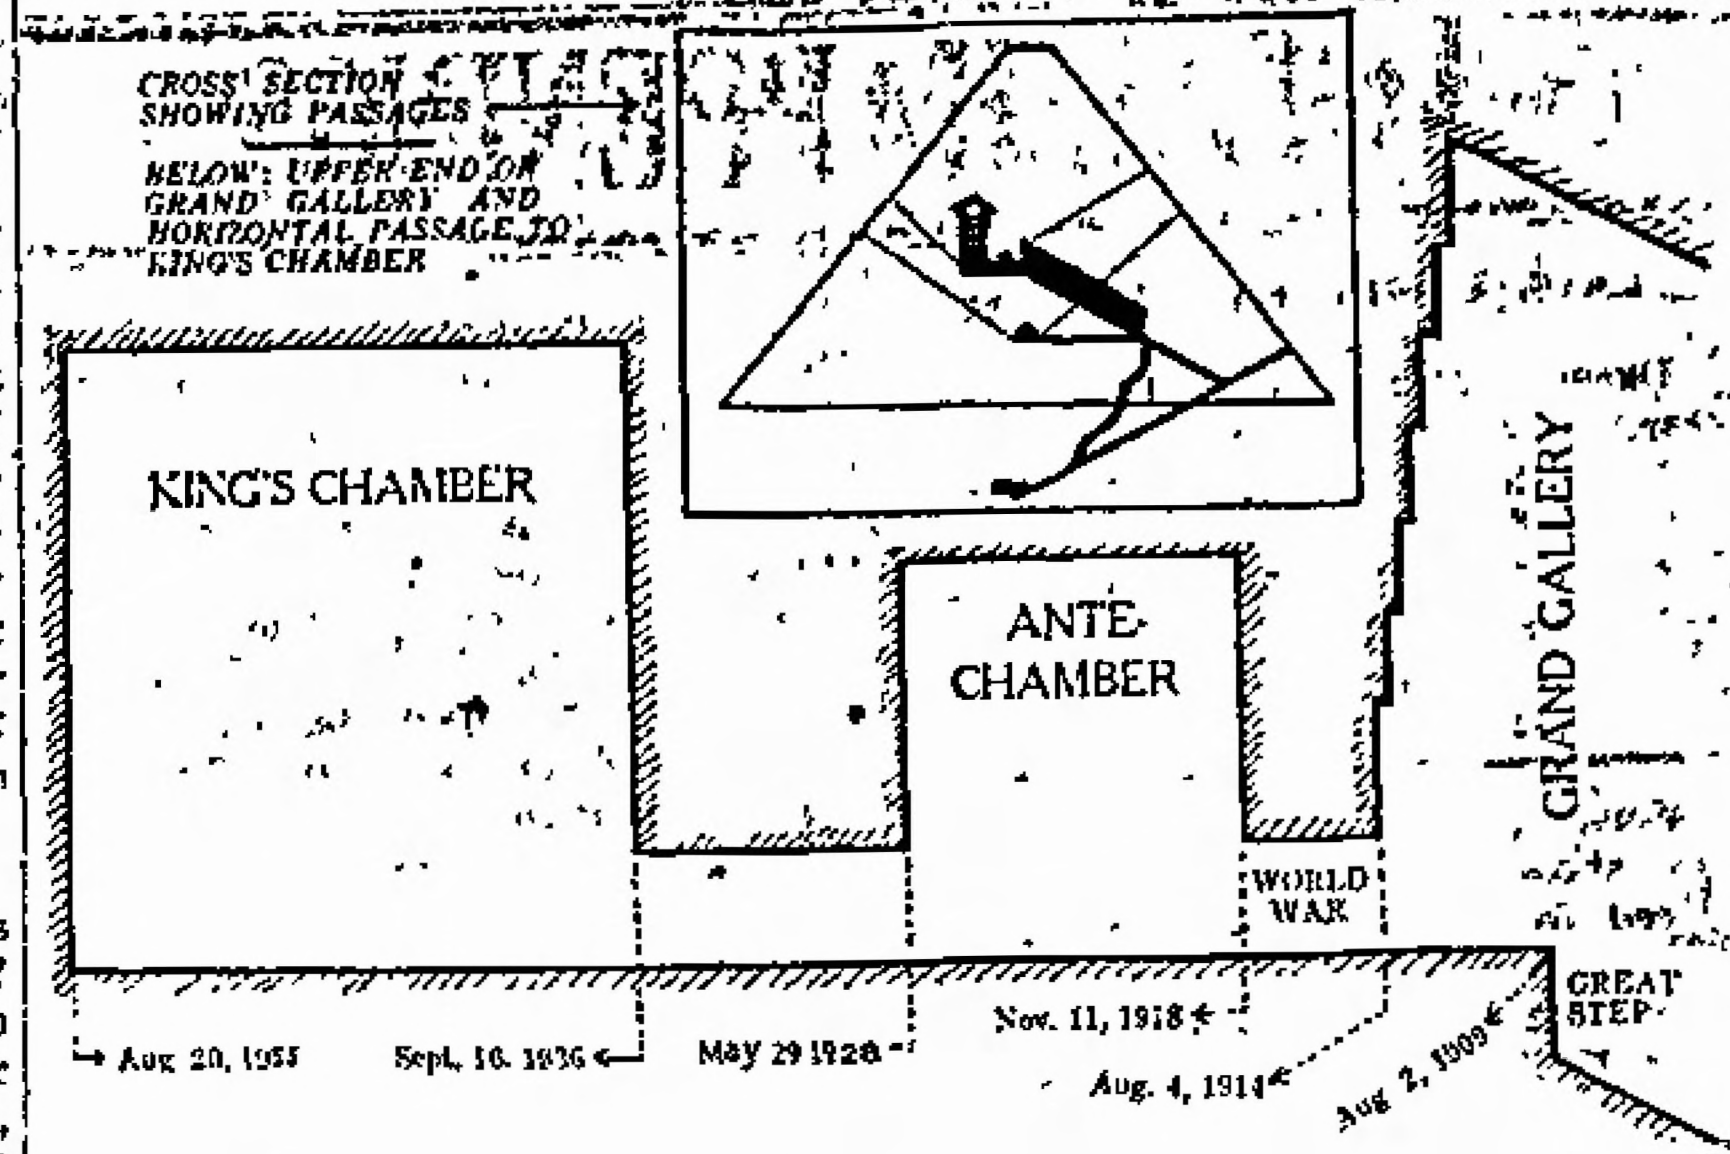 CROSS SECTION
SHOWING PASSAGES
BELOW: UPPER END OF
GRAND GALLERY AND
HORIZONTAL PASSAGE TO
KING'S CHAMBER
KING'S CHAMBER
ANTE-
CHAMBER
GRAND GALLERY
WORLD
WAR
GREAT
STEP
Aug 20, 1955
Sept. 16. 1936
May 29 1928
Nov. 11, 1918
Aug. 4, 1914
Aug 2, 1909